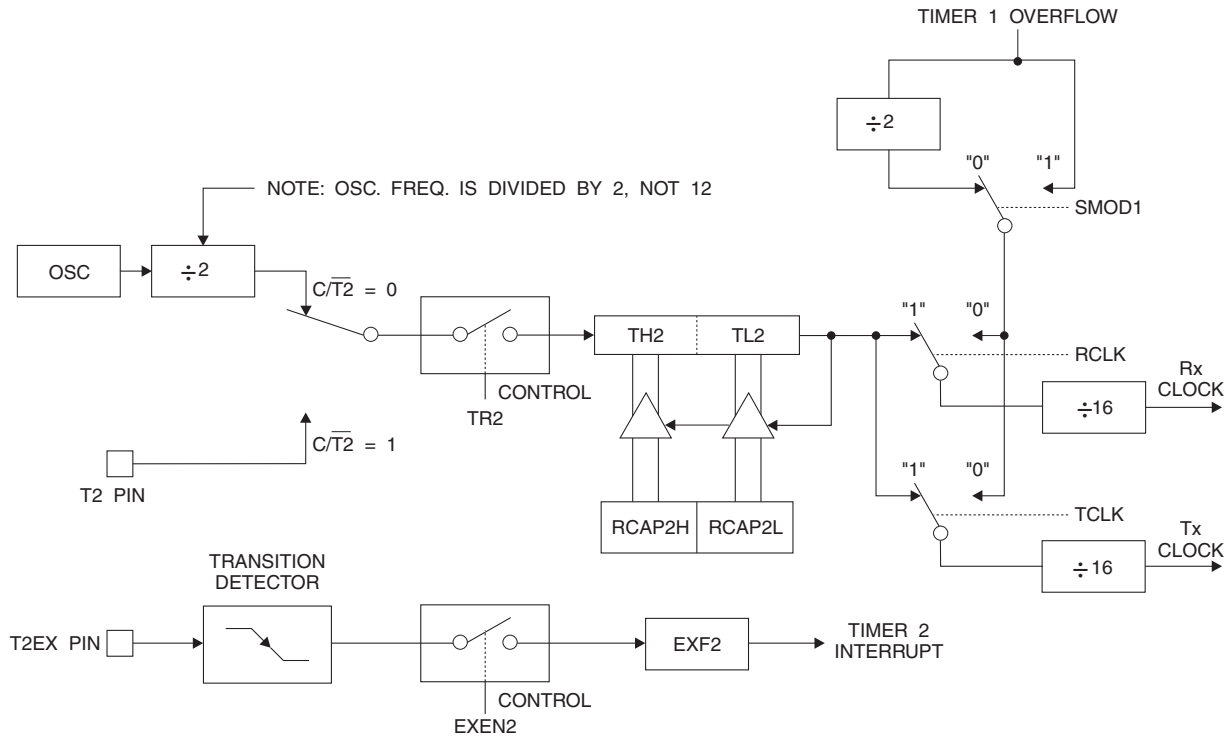 TIMER 1 OVERFLOW
÷2
"0" "1"
NOTE: OSC. FREQ. IS DIVIDED BY 2, NOT 12
SMOD1
OSC
÷2
C/T2̅ = 0
"1" "0"
TH2 TL2
RCLK
Rx
CLOCK
CONTROL
TR2
÷16
C/T2̅ = 1
"1" "0"
T2 PIN
TCLK
RCAP2H RCAP2L
Tx
CLOCK
TRANSITION
DETECTOR
÷16
T2EX PIN
EXF2
TIMER 2
INTERRUPT
CONTROL
EXEN2